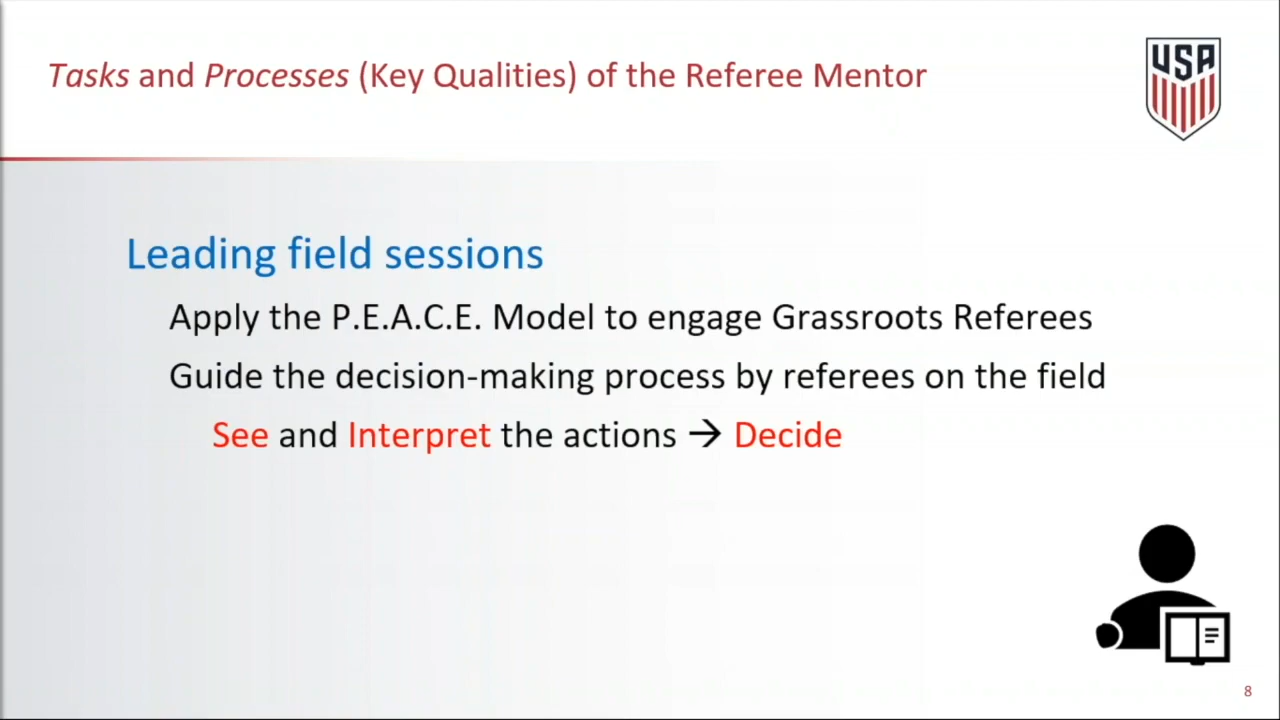 Tasks and Processes (Key Qualities) of the Referee Mentor
USA
Leading field sessions
Apply the P.E.A.C.E. Model to engage Grassroots Referees
Guide the decision-making process by referees on the field
See and Interpret the actions → Decide
8